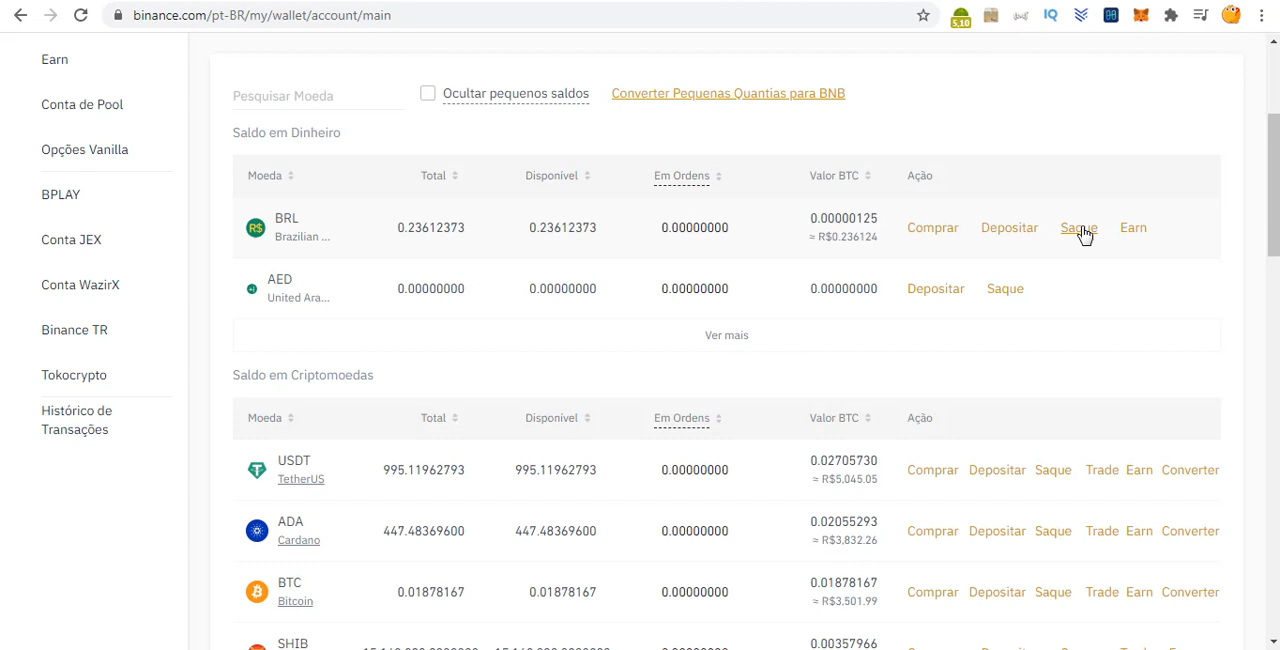 binance.com/pt-BR/my/wallet/account/main
5,10
IQ
Earn
Conta de Pool
Opções Vanilla
BPLAY
Conta JEX
Conta WazirX
Binance TR
Tokocrypto
Histórico de
Transações
Pesquisar Moeda
Ocultar pequenos saldos
Converter Pequenas Quantias para BNB
Saldo em Dinheiro
Moeda Total Disponível Em Ordens Valor BTC Ação
R$ BRL
Brazilian ...
0.23612373 0.23612373 0.00000000
0.00000125
≈ R$0.236124
Comprar Depositar Saque Earn
AED
United Ara...
0.00000000 0.00000000 0.00000000 0.00000000 Depositar Saque
Ver mais
Saldo em Criptomoedas
Moeda Total Disponível Em Ordens Valor BTC Ação
USDT
TetherUS
995.11962793 995.11962793 0.00000000
0.02705730
≈ R$5,045.05
Comprar Depositar Saque Trade Earn Converter
ADA
Cardano
447.48369600 447.48369600 0.00000000
0.02055293
≈ R$3,832.26
Comprar Depositar Saque Trade Earn Converter
BTC
Bitcoin
0.01878167 0.01878167 0.00000000
0.01878167
≈ R$3,501.99
Comprar Depositar Saque Trade Earn Converter
SHIB
0.00357966